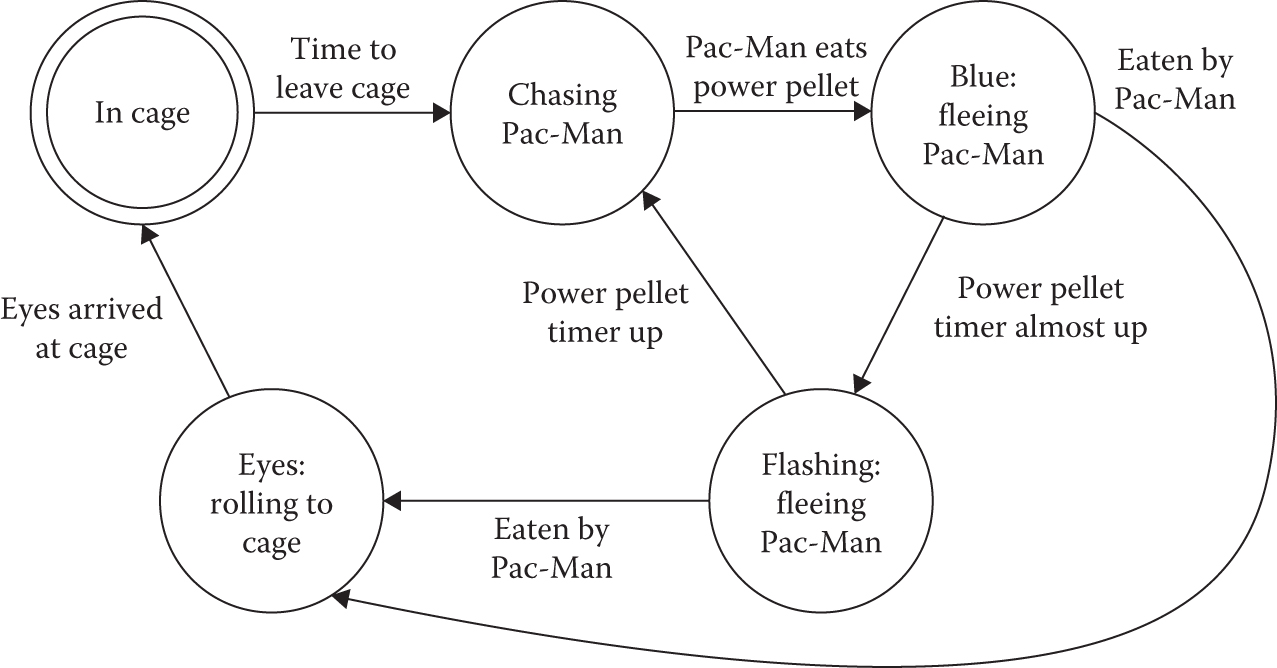 In cage
Time to
leave cage
Chasing
Pac-Man
Pac-Man eats
power pellet
Blue:
fleeing
Pac-Man
Eaten by
Pac-Man
Eyes arrived
at cage
Power pellet
timer up
Power pellet
timer almost up
Eyes:
rolling to
cage
Eaten by
Pac-Man
Flashing:
fleeing
Pac-Man